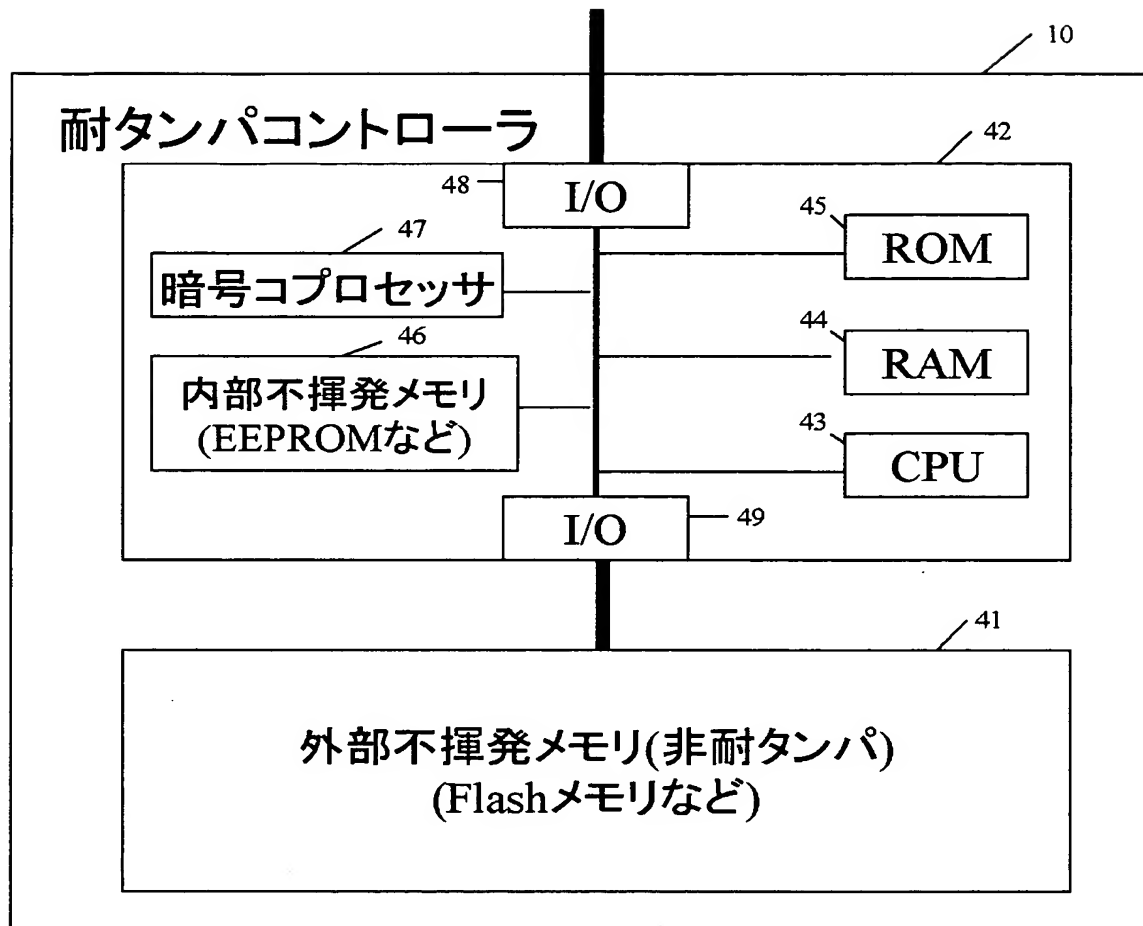 10
耐タンパコントローラ
42
48
I/O
45
ROM
47
暗号コプロセッサ
44
RAM
46
内部不揮発メモリ
(EEPROMなど)
43
CPU
I/O
49
41
外部不揮発メモリ(非耐タンパ)
(Flashメモリなど)